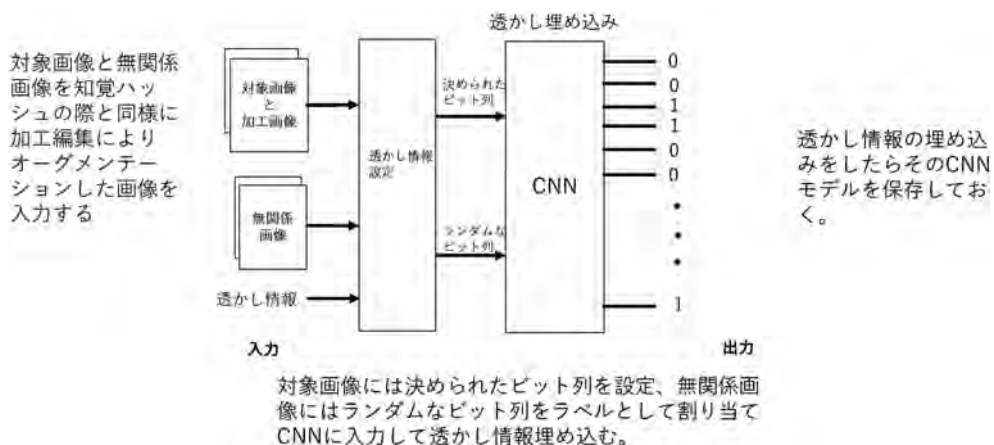 透かし埋め込み
対象画像と無関係
画像を知覚ハッ
シュの際と同様に
加工編集により
オーグメンテー
ションした画像を
入力する
対象画像
と
加工画像
無関係
画像
透かし情報
透かし情報
設定
決められた
ビット列
ランダムな
ビット列
CNN
0
0
1
1
0
0
1
透かし情報の埋め込
みをしたらそのCNN
モデルを保存してお
く。
入力
出力
対象画像には決められたビット列を設定、無関係画
像にはランダムなビット列をラベルとして割り当て
CNNに入力して透かし情報埋め込む。